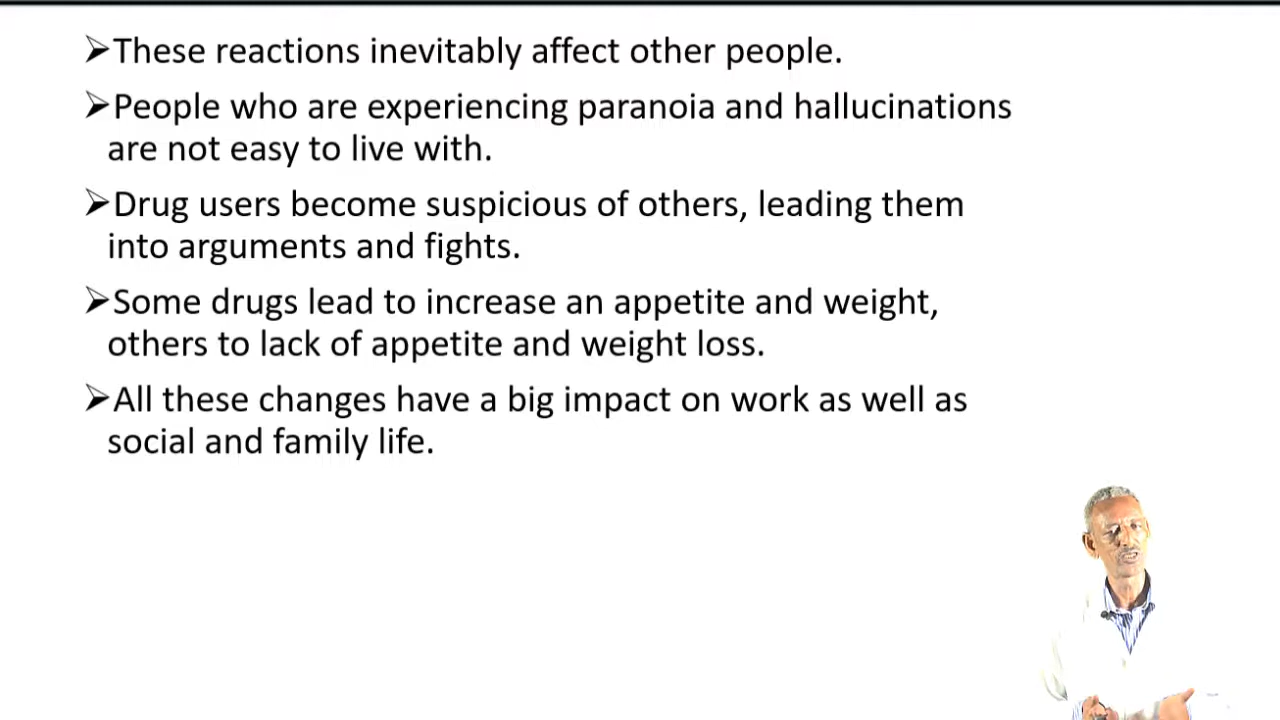 ➢These reactions inevitably affect other people.
➢People who are experiencing paranoia and hallucinations
are not easy to live with.
➢Drug users become suspicious of others, leading them
into arguments and fights.
➢Some drugs lead to increase an appetite and weight,
others to lack of appetite and weight loss.
➢All these changes have a big impact on work as well as
social and family life.